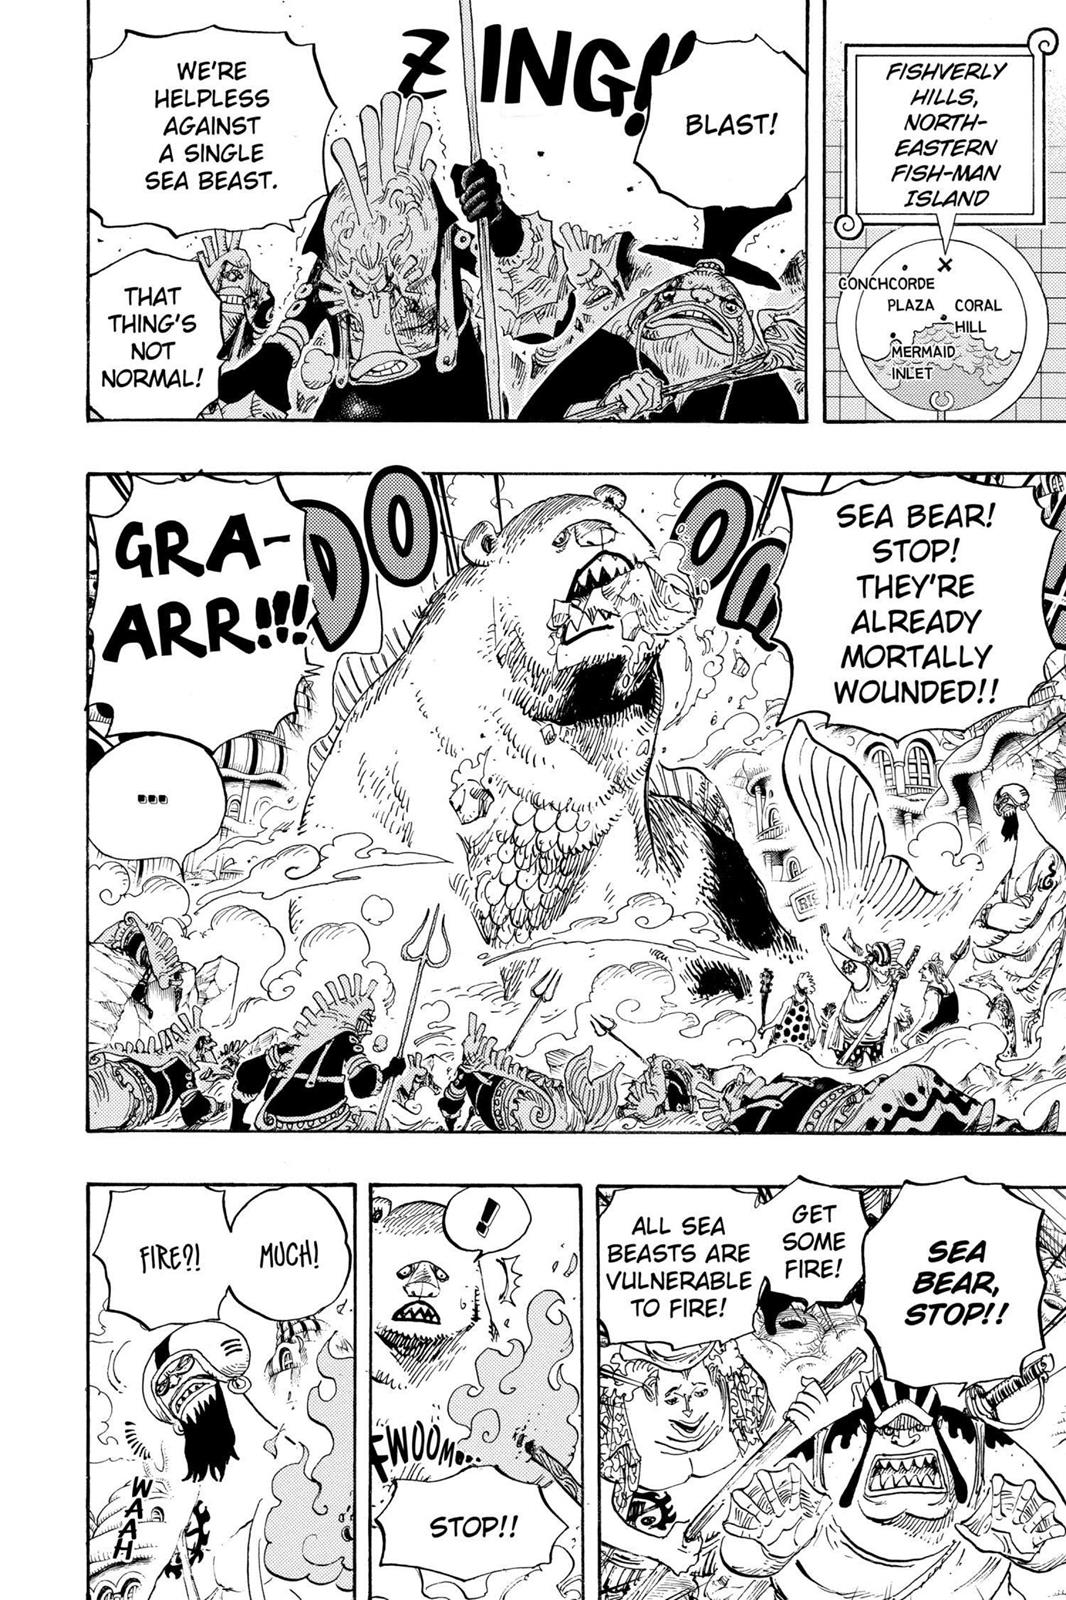 FISHVERLY
HILLS,
NORTH-
EASTERN
FISH-MAN
ISLAND
CONCHCORDE
PLAZA
CORAL
HILL
MERMAID
INLET
ZING!!
BLAST!
WE'RE
HELPLESS
AGAINST
A SINGLE
SEA BEAST.
THAT
THING'S
NOT
NORMAL!
SEA BEAR!
STOP!
THEY'RE
ALREADY
MORTALLY
WOUNDED!!
DO
OM
GRA-
ARR!!!
...
SEA
BEAR,
STOP!!
GET
SOME
FIRE!
ALL SEA
BEASTS ARE
VULNERABLE
TO FIRE!
!
FWOOM...
STOP!!
MUCH!
FIRE?!
WAAH